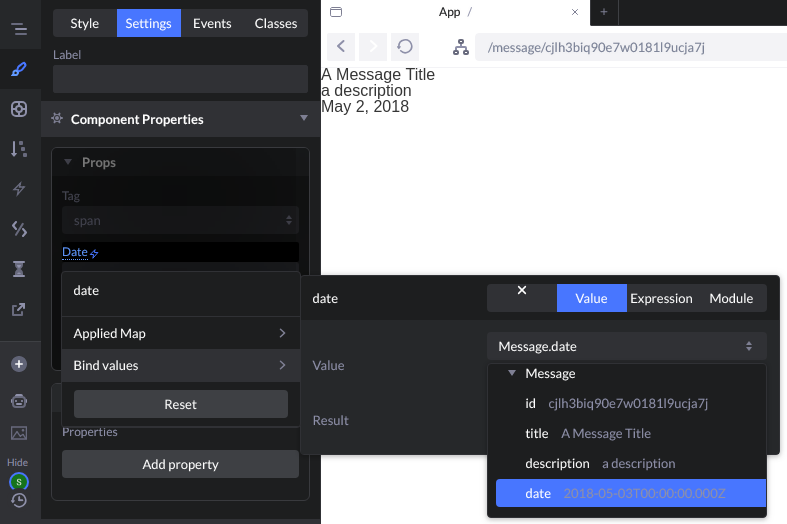 Style Settings Events Classes
Label
Component Properties
Props
Tag
span
Date
date
Applied Map
Bind values
Reset
Properties
Add property
Hide
S
App /
/message/cjlh3biq90e7w0181l9ucja7j
A Message Title
a description
May 2, 2018
date Value Expression Module
Value Message.date
Result
Message
id cjlh3biq90e7w0181l9ucja7j
title A Message Title
description a description
date 2018-05-03T00:00:00.000Z